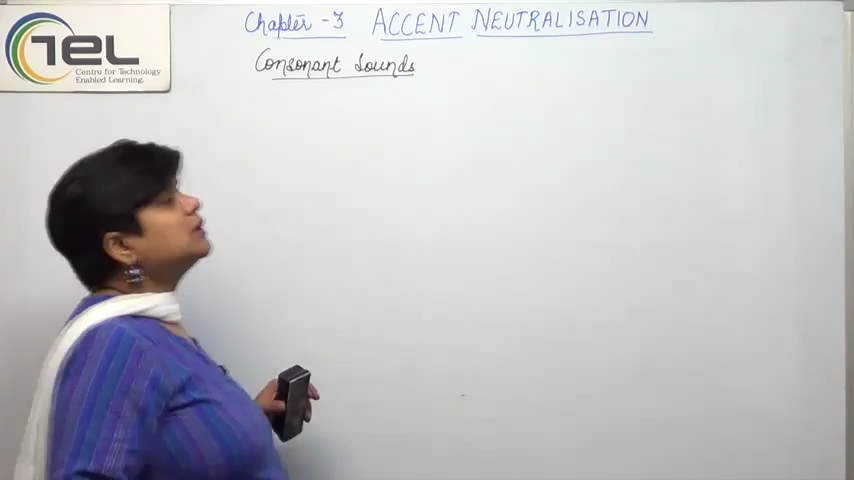 TEL
Centre for Technology
Enabled Learning.
Chapter - 3 ACCENT NEUTRALISATION
Consonant Sounds